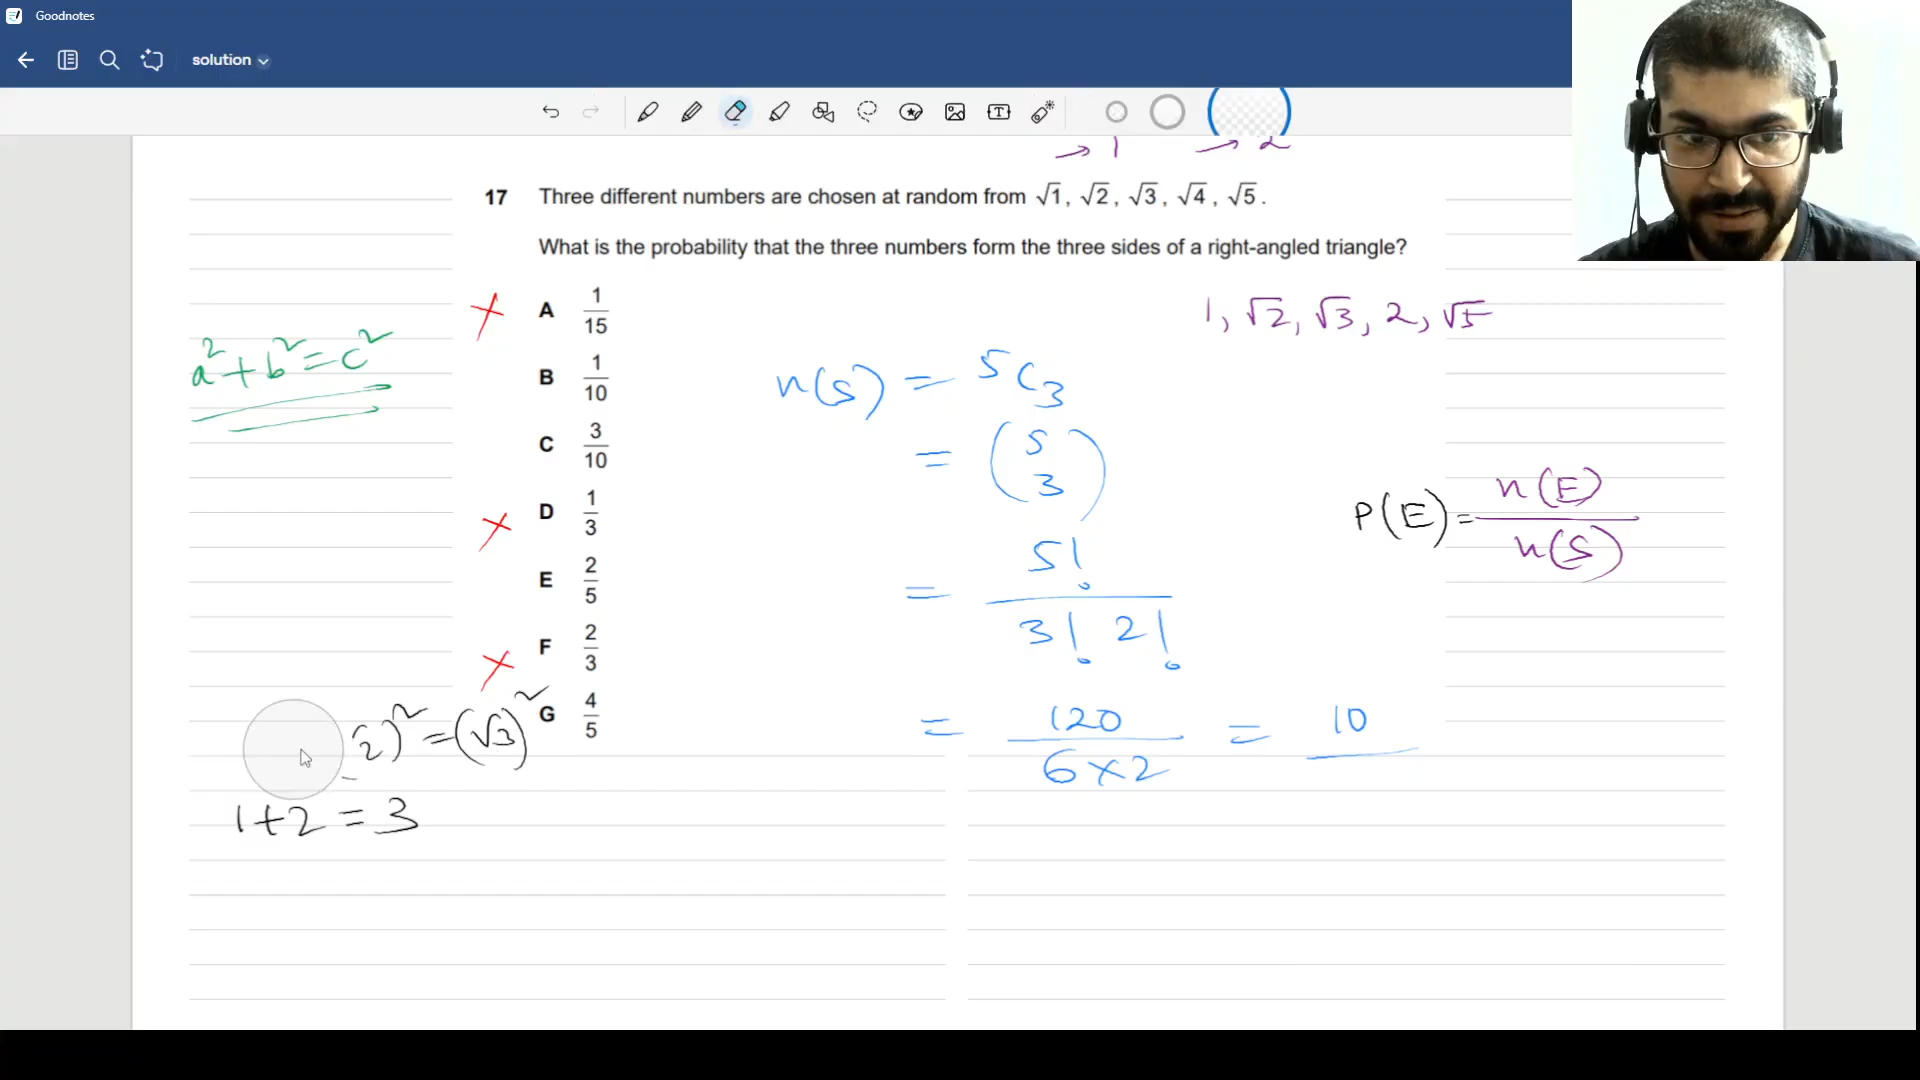 Goodnotes
solution
→ 1 → 2
17 Three different numbers are chosen at random from √1, √2, √3, √4, √5.
What is the probability that the three numbers form the three sides of a right-angled triangle?
A 1/15
B 1/10
C 3/10
D 1/3
E 2/5
F 2/3
G 4/5
1, √2, √3, 2, √5
a² + b² = c²
n(S) = ⁵C₃
= (5 3)
= 5! / 3! 2!
= 120 / 6×2 = 10
P(E) = n(E) / n(S)
2)² = (√3)²
1+2 = 3